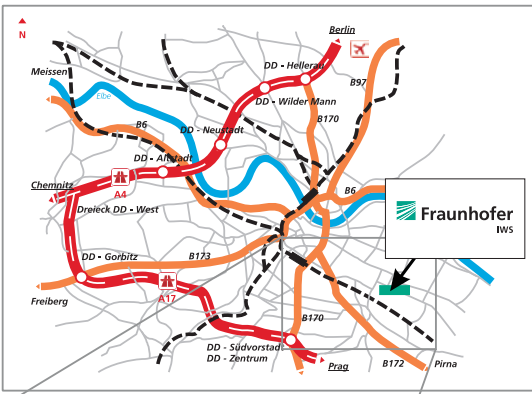 N
Berlin
Meissen
Elbe
DD - Hellerau
B97
DD - Wilder Mann
B6
B170
DD - Neustadt
DD - Altstadt
Chemnitz
A4
B6
Dreieck DD - West
Fraunhofer
IWS
DD - Gorbitz
B173
A17
Freiberg
B170
DD - Südvorstadt
DD - Zentrum
Prag
B172
Pirna